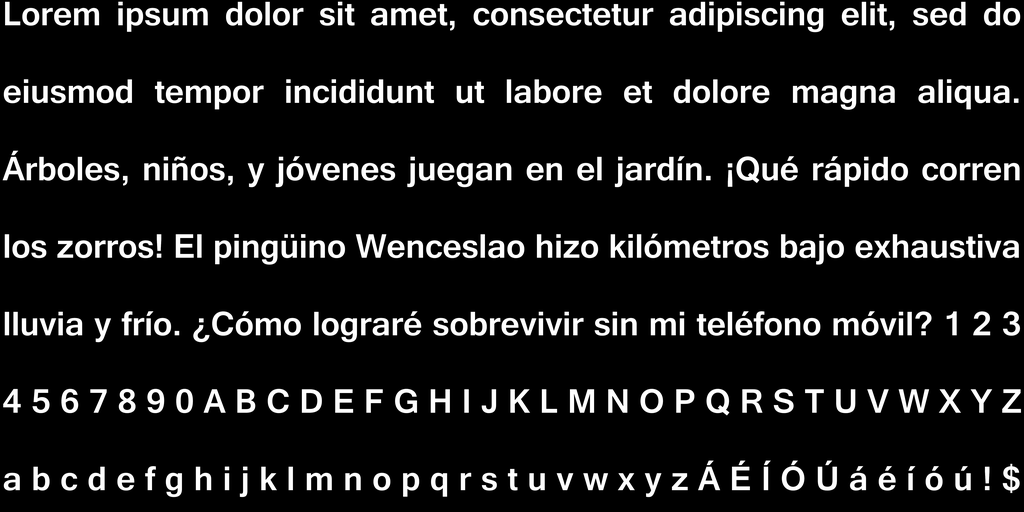 Lorem ipsum dolor sit amet, consectetur adipiscing elit, sed do
eiusmod tempor incididunt ut labore et dolore magna aliqua.
Árboles, niños, y jóvenes juegan en el jardín. ¡Qué rápido corren
los zorros! El pingüino Wenceslao hizo kilómetros bajo exhaustiva
lluvia y frío. ¿Cómo lograré sobrevivir sin mi teléfono móvil? 1 2 3
4 5 6 7 8 9 0 A B C D E F G H I J K L M N O P Q R S T U V W X Y Z
a b c d e f g h i j k l m n o p q r s t u v w x y z Á É Í Ó Ú á é í ó ú ! $